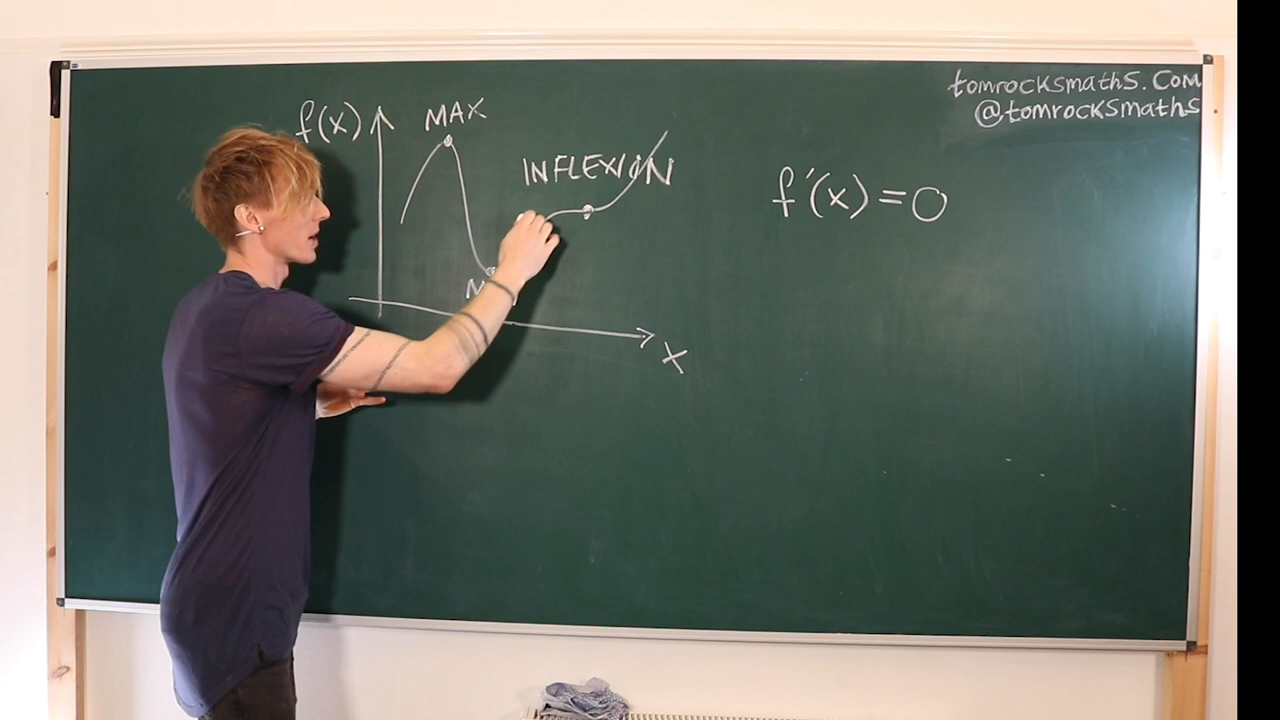 tomrocksmaths.com
@tomrocksmaths
f(x)
MAX
INFLEXION
f'(x)=0
x